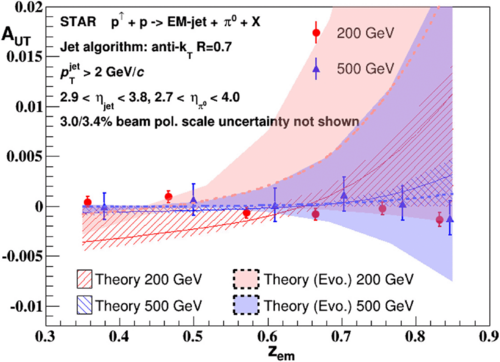 A_UT
0.02
0.015
0.01
0.005
0
-0.005
-0.01
STAR p↑ + p -> EM-jet + π⁰ + X
Jet algorithm: anti-k_T R=0.7
p_T^jet > 2 GeV/c
2.9 < η_jet < 3.8, 2.7 < η_π⁰ < 4.0
3.0/3.4% beam pol. scale uncertainty not shown
200 GeV
500 GeV
Theory 200 GeV
Theory (Evo.) 200 GeV
Theory 500 GeV
Theory (Evo.) 500 GeV
0.3 0.4 0.5 0.6 0.7 0.8 0.9
z_em